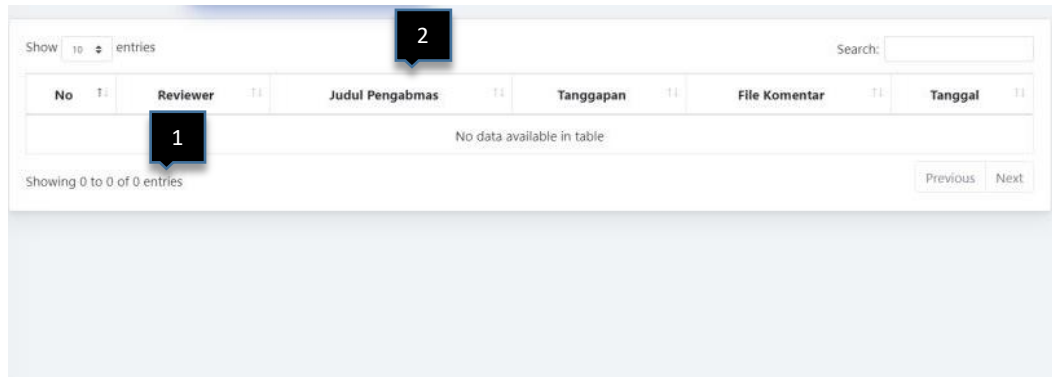 2
Show 10 entries Search:
No Reviewer Judul Pengabmas Tanggapan File Komentar Tanggal
1
No data available in table
Showing 0 to 0 of 0 entries
Previous Next